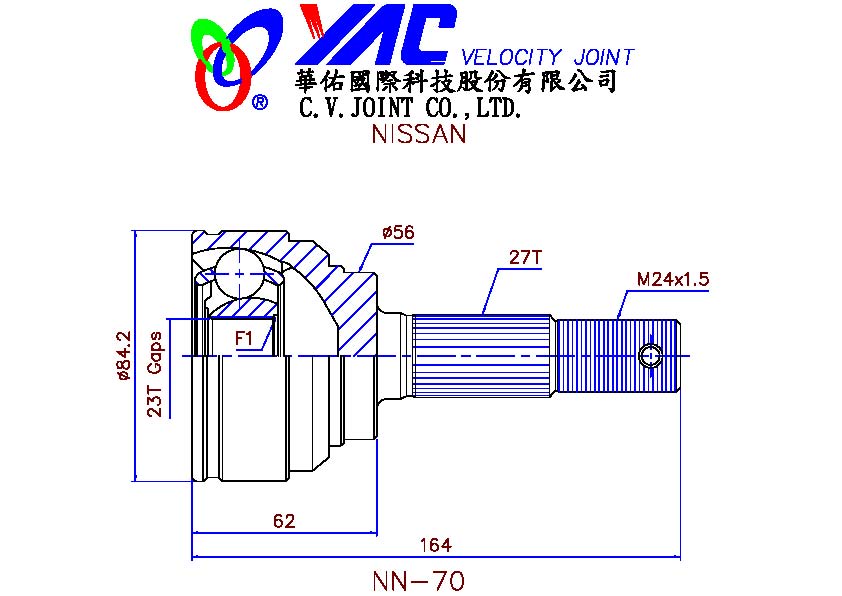 YAC VELOCITY JOINT
®
華佑國際科技股份有限公司
C.V.JOINT CO.,LTD.
NISSAN
ø56
27T
M24x1.5
F1
ø84.2
23T Gaps
62
164
NN-70